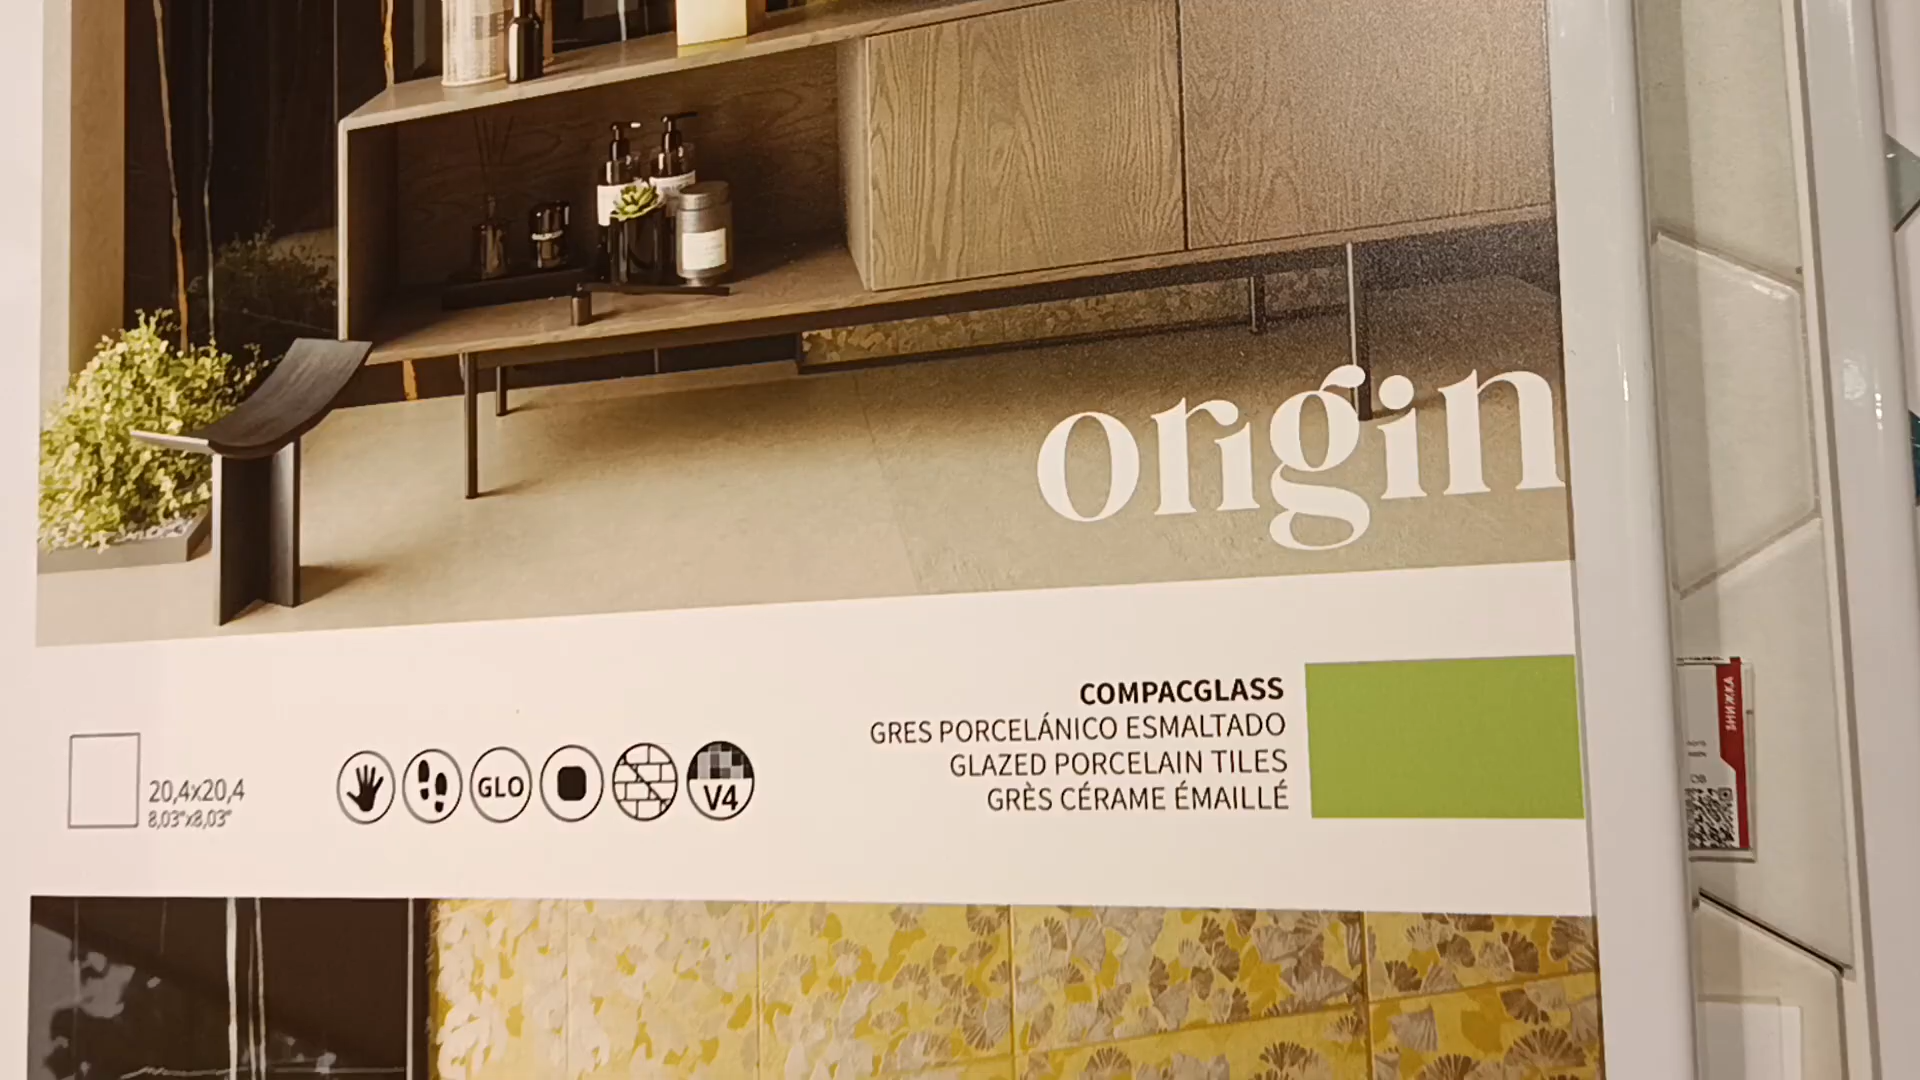 origin
COMPACGLASS
GRES PORCELÁNICO ESMALTADO
GLAZED PORCELAIN TILES
GRÈS CÉRAME ÉMAILLÉ
20,4x20,4
8,03"x8,03"
GLO
V4
ЗНИЖКА